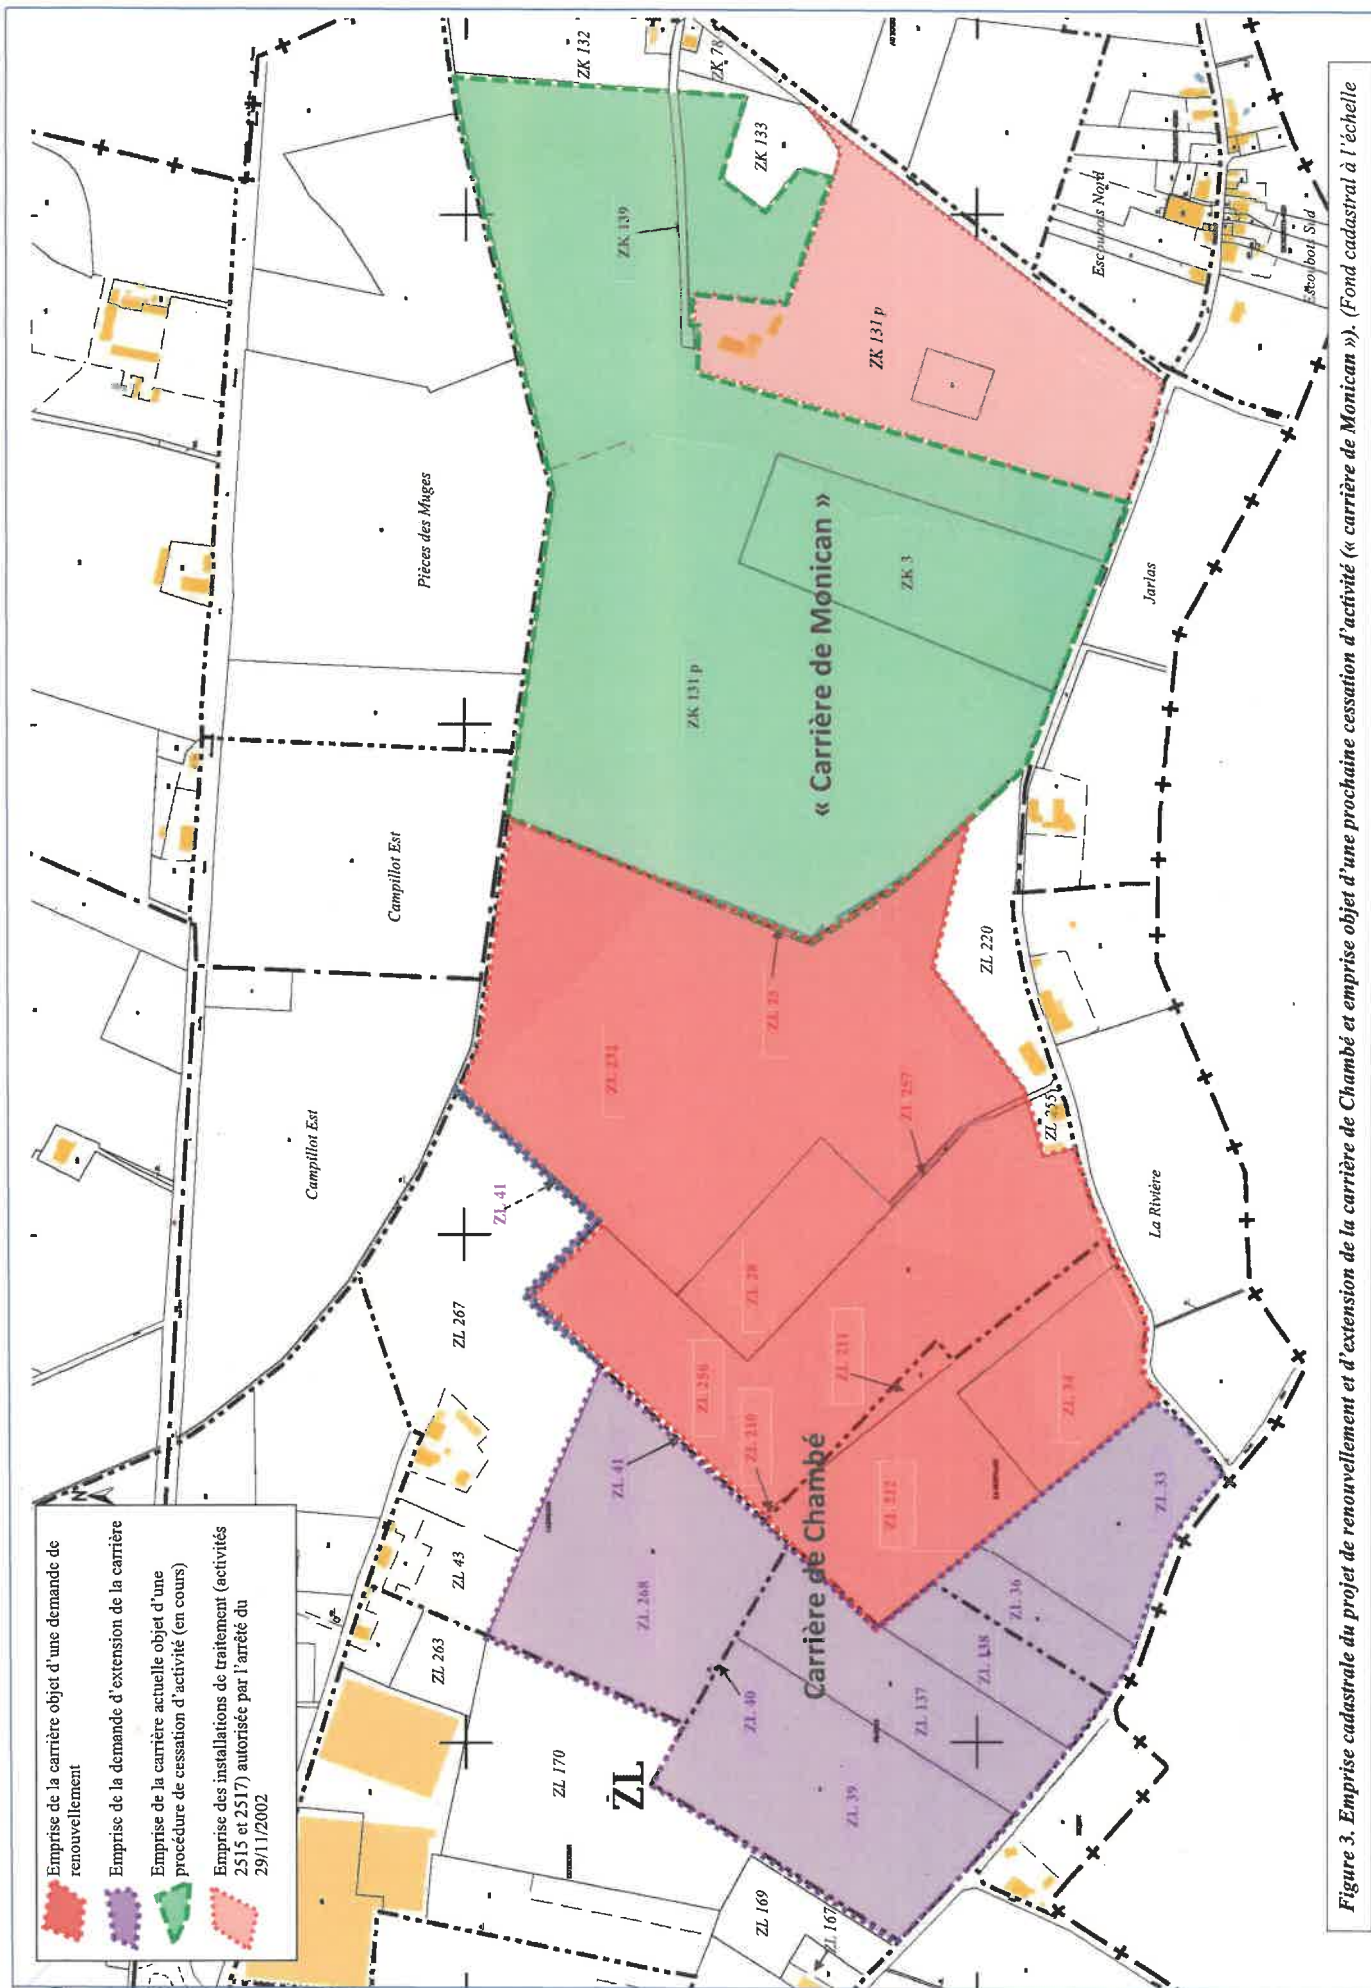 Emprise de la carrière objet d'une demande de
renouvellement
Emprise de la demande d'extension de la carrière
Emprise de la carrière actuelle objet d'une
procédure de cessation d'activité (en cours)
Emprise des installations de traitement (activités
2515 et 2517) autorisée par l'arrêté du
29/11/2002
N
Campillot Est
Campillot Est
Pièces des Muges
ZL 263
ZL 43
ZL 267
ZL 41
ZL 170
ZL
ZL 169
ZL 167
ZL 268
ZL 41
ZL 40
ZL 39
ZL 137
ZL 138
ZL 36
ZL 33
Carrière de Chambé
ZL 210
ZL 256
ZL 28
ZL 211
ZL 212
ZL 34
ZL 257
ZL 23
ZL 220
ZL 255
ZK 131 p
« Carrière de Monican »
ZK 3
ZK 139
ZK 131 p
ZK 132
ZK 78
ZK 133
La Rivière
Jarlas
Escoubots Nord
Escoubots Sud
Figure 3. Emprise cadastrale du projet de renouvellement et d'extension de la carrière de Chambé et emprise objet d'une prochaine cessation d'activité (« carrière de Monican »). (Fond cadastral à l'échelle